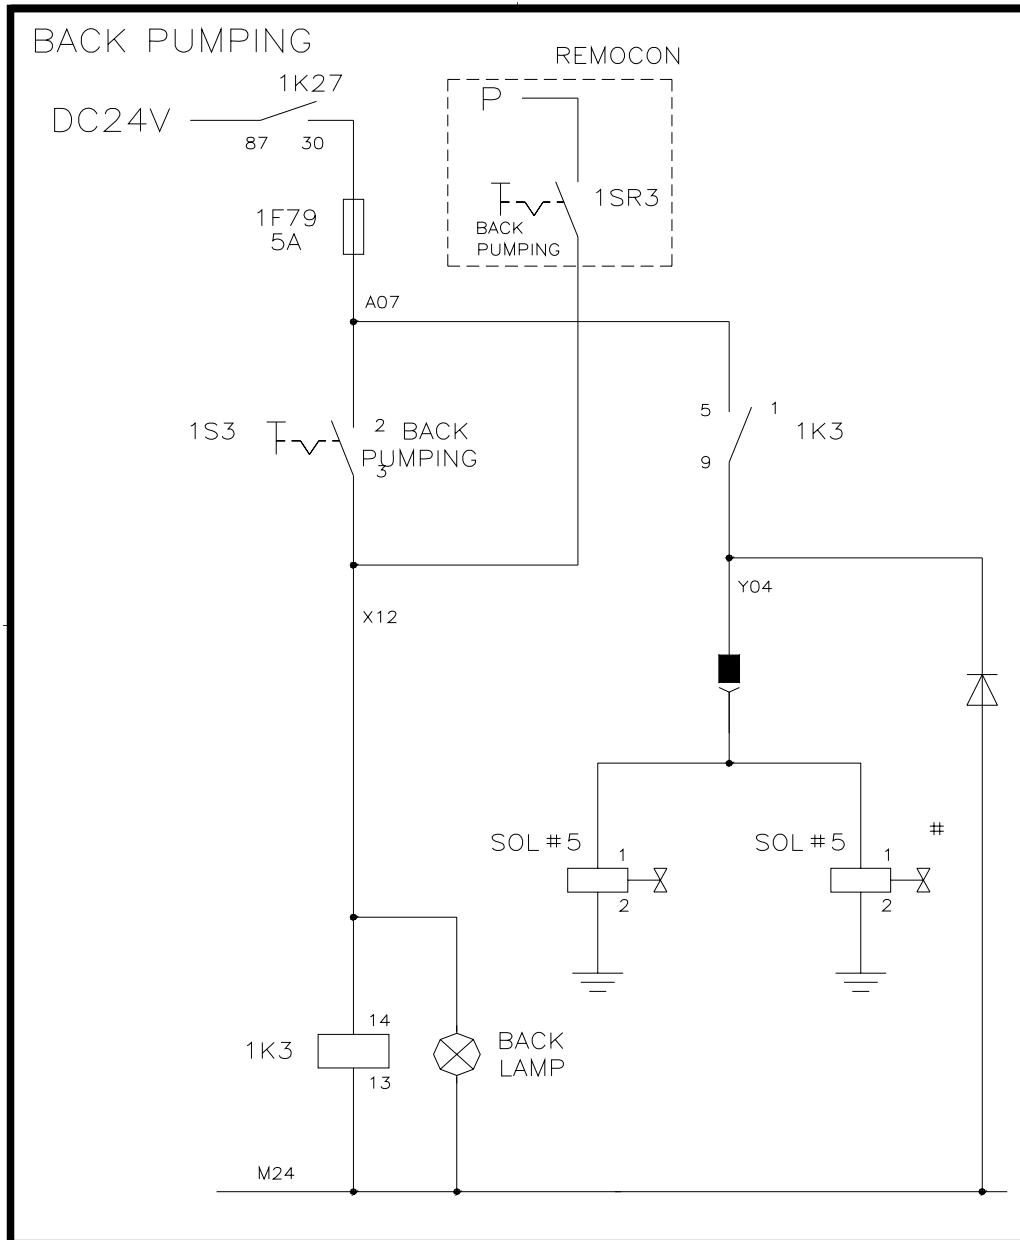 BACK PUMPING
REMOCON
1K27
P
DC24V
87 30
1SR3
1F79
5A
BACK
PUMPING
A07
5 1
1S3
2 BACK
1K3
PUMPING
3
9
Y04
X12
#
SOL #5
1
2
SOL #5
1
2
14
1K3
13
BACK
LAMP
M24